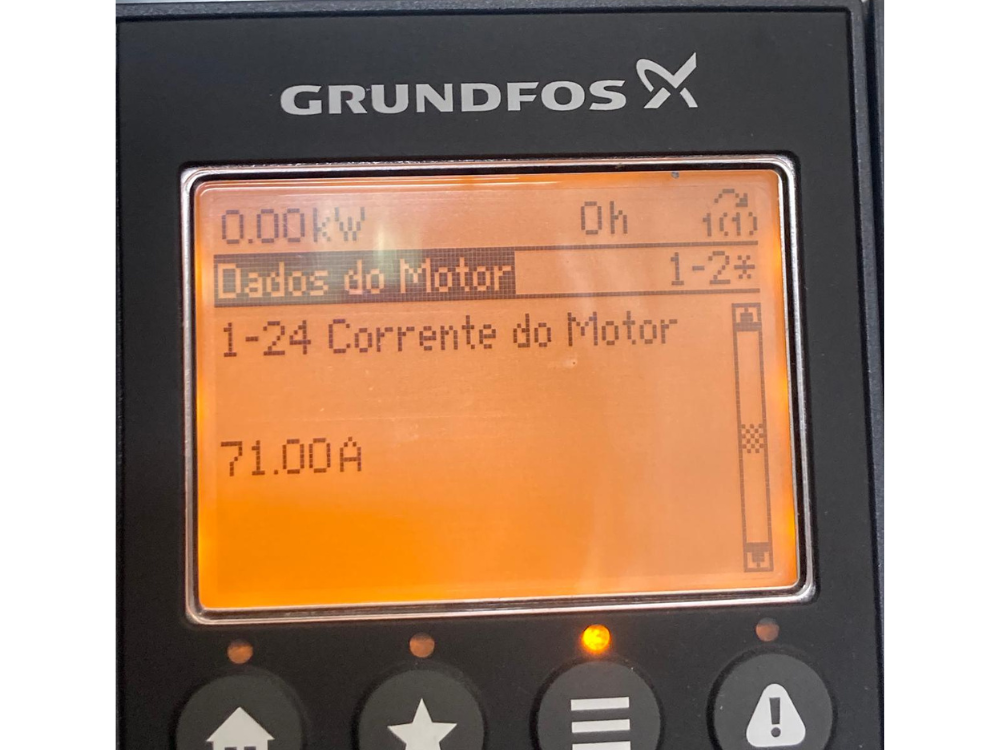 GRUNDFOS
0.00kW 0h 1(1)
Dados do Motor 1-2*
1-24 Corrente do Motor
71.00A